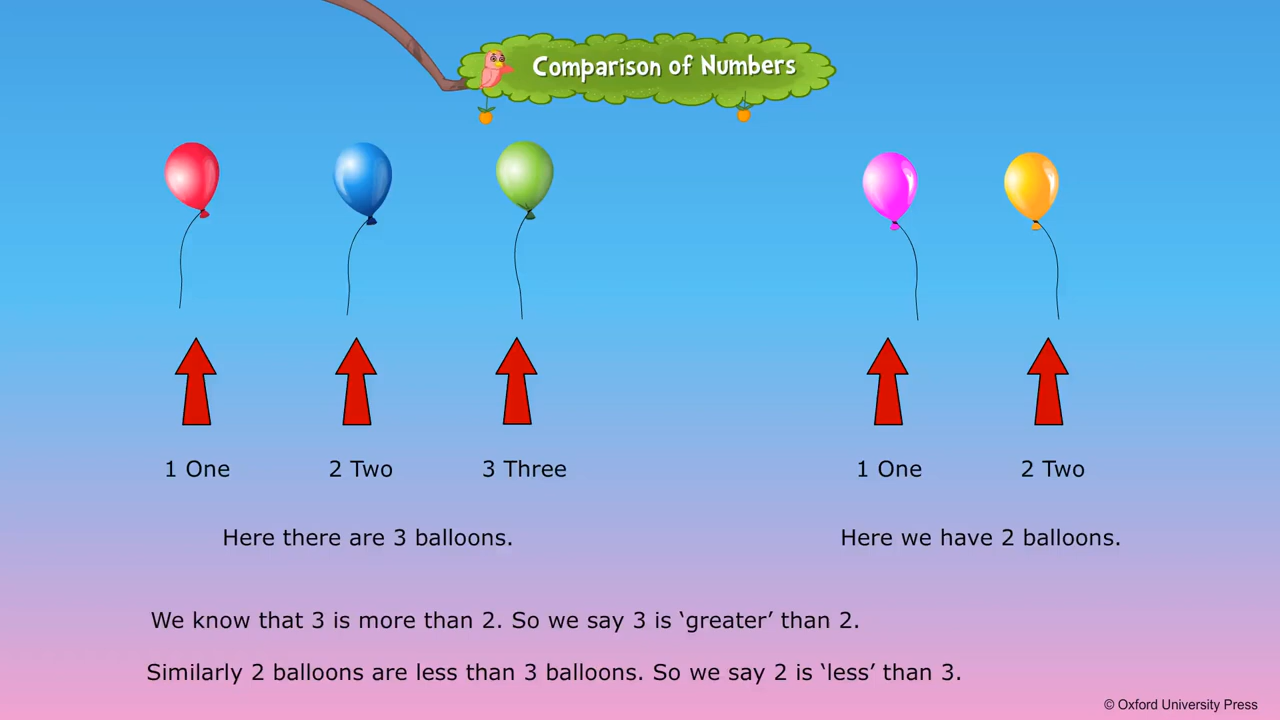 Comparison of Numbers
1 One 2 Two 3 Three 1 One 2 Two
Here there are 3 balloons. Here we have 2 balloons.
We know that 3 is more than 2. So we say 3 is ‘greater’ than 2.
Similarly 2 balloons are less than 3 balloons. So we say 2 is ‘less’ than 3.
© Oxford University Press